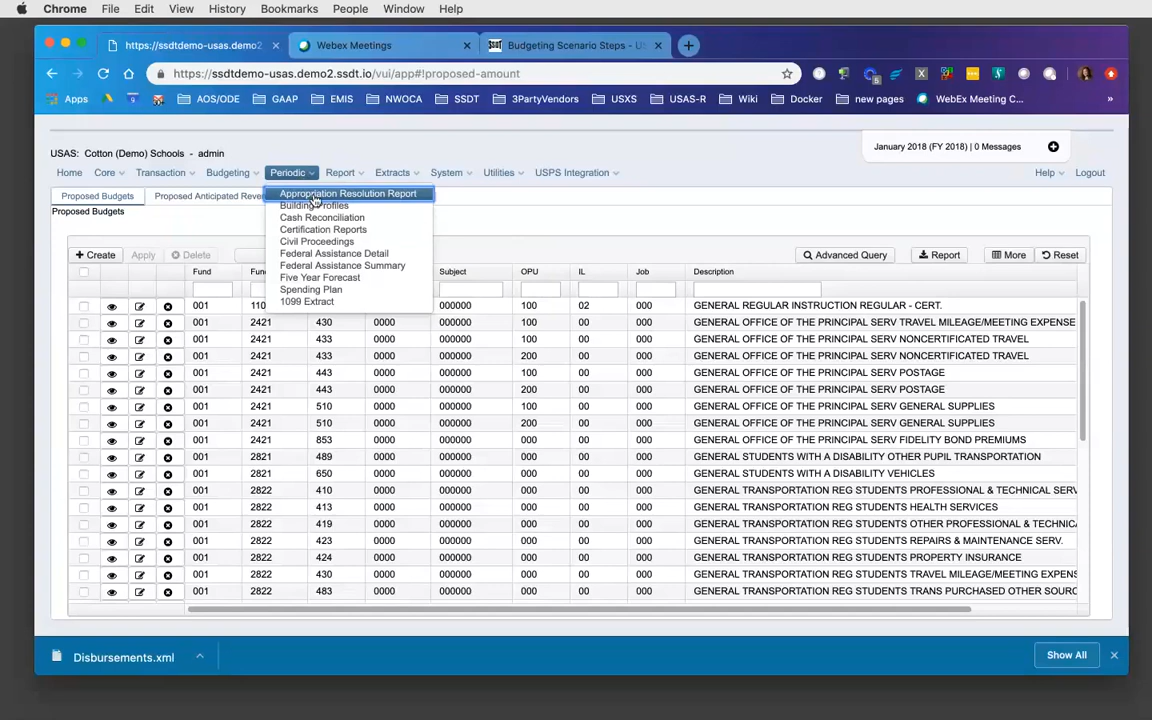 Chrome File Edit View History Bookmarks People Window Help
https://ssdtdemo-usas.demo2 Webex Meetings Budgeting Scenario Steps - U
https://ssdtdemo-usas.demo2.ssdt.io/vui/app#!proposed-amount
Apps AOS/ODE GAAP EMIS NWOCA SSDT 3PartyVendors USXS USAS-R Wiki Docker new pages WebEx Meeting C... »
USAS: Cotton (Demo) Schools - admin
January 2018 (FY 2018) | 0 Messages
Home Core Transaction Budgeting Periodic Report Extracts System Utilities USPS Integration Help Logout
Proposed Budgets Proposed Anticipated Reven
Proposed Budgets
Appropriation Resolution Report
Building Profiles
Cash Reconciliation
Certification Reports
Civil Proceedings
Federal Assistance Detail
Federal Assistance Summary
Five Year Forecast
Spending Plan
1099 Extract
Create Apply Delete Advanced Query Report More Reset
Fund Func Subject OPU IL Job Description
001 110 000000 100 02 000 GENERAL REGULAR INSTRUCTION REGULAR - CERT.
001 2421 430 0000 000000 100 00 000 GENERAL OFFICE OF THE PRINCIPAL SERV TRAVEL MILEAGE/MEETING EXPENSE
001 2421 433 0000 000000 100 00 000 GENERAL OFFICE OF THE PRINCIPAL SERV NONCERTIFICATED TRAVEL
001 2421 433 0000 000000 200 00 000 GENERAL OFFICE OF THE PRINCIPAL SERV NONCERTIFICATED TRAVEL
001 2421 443 0000 000000 100 00 000 GENERAL OFFICE OF THE PRINCIPAL SERV POSTAGE
001 2421 443 0000 000000 200 00 000 GENERAL OFFICE OF THE PRINCIPAL SERV POSTAGE
001 2421 510 0000 000000 100 00 000 GENERAL OFFICE OF THE PRINCIPAL SERV GENERAL SUPPLIES
001 2421 510 0000 000000 200 00 000 GENERAL OFFICE OF THE PRINCIPAL SERV GENERAL SUPPLIES
001 2421 853 0000 000000 000 00 000 GENERAL OFFICE OF THE PRINCIPAL SERV FIDELITY BOND PREMIUMS
001 2821 489 0000 000000 000 00 000 GENERAL STUDENTS WITH A DISABILITY OTHER PUPIL TRANSPORTATION
001 2821 650 0000 000000 000 00 000 GENERAL STUDENTS WITH A DISABILITY VEHICLES
001 2822 410 0000 000000 000 00 000 GENERAL TRANSPORTATION REG STUDENTS PROFESSIONAL & TECHNICAL SERV
001 2822 413 0000 000000 000 00 000 GENERAL TRANSPORTATION REG STUDENTS HEALTH SERVICES
001 2822 419 0000 000000 000 00 000 GENERAL TRANSPORTATION REG STUDENTS OTHER PROFESSIONAL & TECHNICA
001 2822 423 0000 000000 000 00 000 GENERAL TRANSPORTATION REG STUDENTS REPAIRS & MAINTENANCE SERV.
001 2822 424 0000 000000 000 00 000 GENERAL TRANSPORTATION REG STUDENTS PROPERTY INSURANCE
001 2822 430 0000 000000 000 00 000 GENERAL TRANSPORTATION REG STUDENTS TRAVEL MILEAGE/MEETING EXPENS
001 2822 483 0000 000000 000 00 000 GENERAL TRANSPORTATION REG STUDENTS TRANS PURCHASED OTHER SOURC
Disbursements.xml Show All